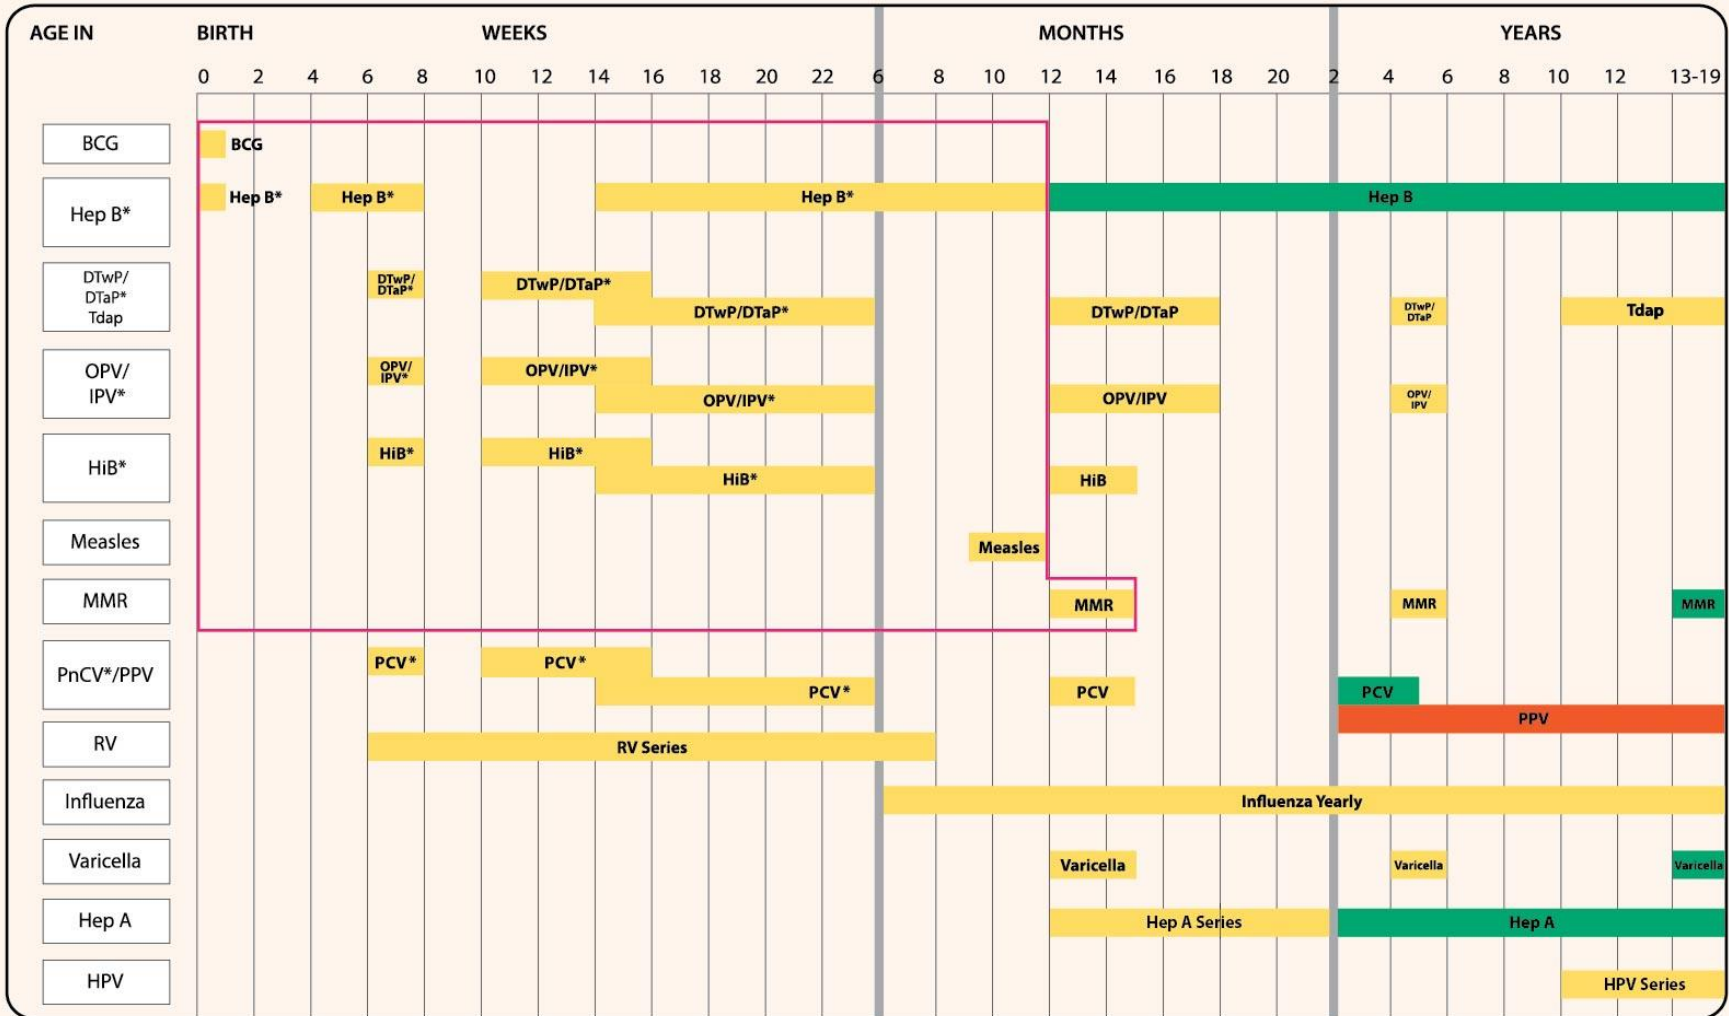 AGE IN BIRTH WEEKS MONTHS YEARS
0 2 4 6 8 10 12 14 16 18 20 22 6 8 10 12 14 16 18 20 2 4 6 8 10 12 13-19
BCG
BCG
Hep B*
Hep B* Hep B* Hep B* Hep B
DTwP/
DTaP*
Tdap
DTwP/
DTaP*
DTwP/DTaP*
DTwP/DTaP*
DTwP/DTaP
DTwP/
DTaP
Tdap
OPV/
IPV*
OPV/
IPV*
OPV/IPV*
OPV/IPV*
OPV/IPV
OPV/
IPV
HiB*
HiB* HiB*
HiB* HiB
Measles
Measles
MMR
MMR MMR MMR
PnCV*/PPV
PCV* PCV*
PCV* PCV PCV
PPV
RV
RV Series
Influenza
Influenza Yearly
Varicella
Varicella Varicella Varicella
Hep A
Hep A Series Hep A
HPV
HPV Series